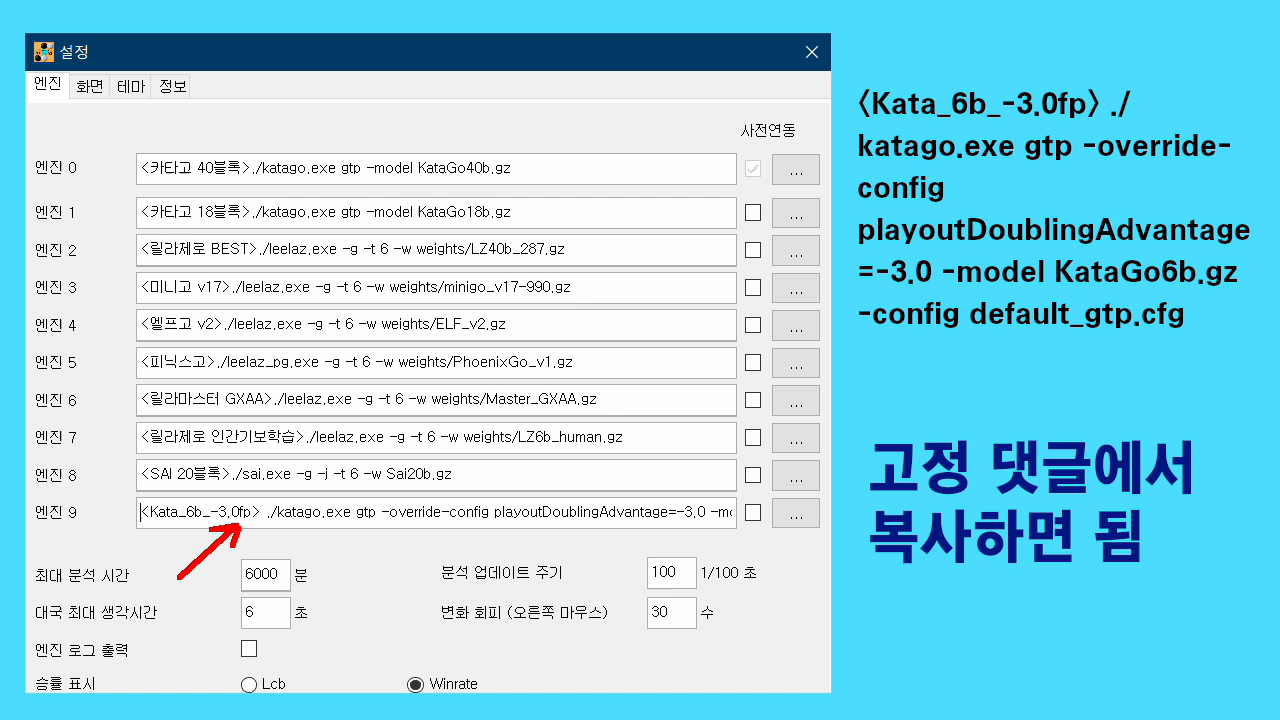 설정
엔진 화면 테마 정보
사전연동
엔진 0 <카타고 40블록>./katago.exe gtp -model KataGo40b.gz ...
엔진 1 <카타고 18블록>./katago.exe gtp -model KataGo18b.gz ...
엔진 2 <릴라제로 BEST>./leelaz.exe -g -t 6 -w weights/LZ40b_287.gz ...
엔진 3 <미니고 v17>./leelaz.exe -g -t 6 -w weights/minigo_v17-990.gz ...
엔진 4 <엘프고 v2>./leelaz.exe -g -t 6 -w weights/ELF_v2.gz ...
엔진 5 <피닉스고>./leelaz_pg.exe -g -t 6 -w weights/PhoenixGo_v1.gz ...
엔진 6 <릴라마스터 GXAA>./leelaz.exe -g -t 6 -w weights/Master_GXAA.gz ...
엔진 7 <릴라제로 인간기보학습>./leelaz.exe -g -t 6 -w weights/LZ6b_human.gz ...
엔진 8 <SAI 20블록>./sai.exe -g -t 6 -w Sai20b.gz ...
엔진 9 <Kata_6b_-3.0fp> ./katago.exe gtp -override-config playoutDoublingAdvantage=-3.0 -mo ...
최대 분석 시간 6000 분 분석 업데이트 주기 100 1/100 초
대국 최대 생각시간 6 초 변화 회피 (오른쪽 마우스) 30 수
엔진 로그 출력
승률 표시 Lcb Winrate
<Kata_6b_-3.0fp> ./
katago.exe gtp -override-
config
playoutDoublingAdvantage
=-3.0 -model KataGo6b.gz
-config default_gtp.cfg
고정 댓글에서
복사하면 됨